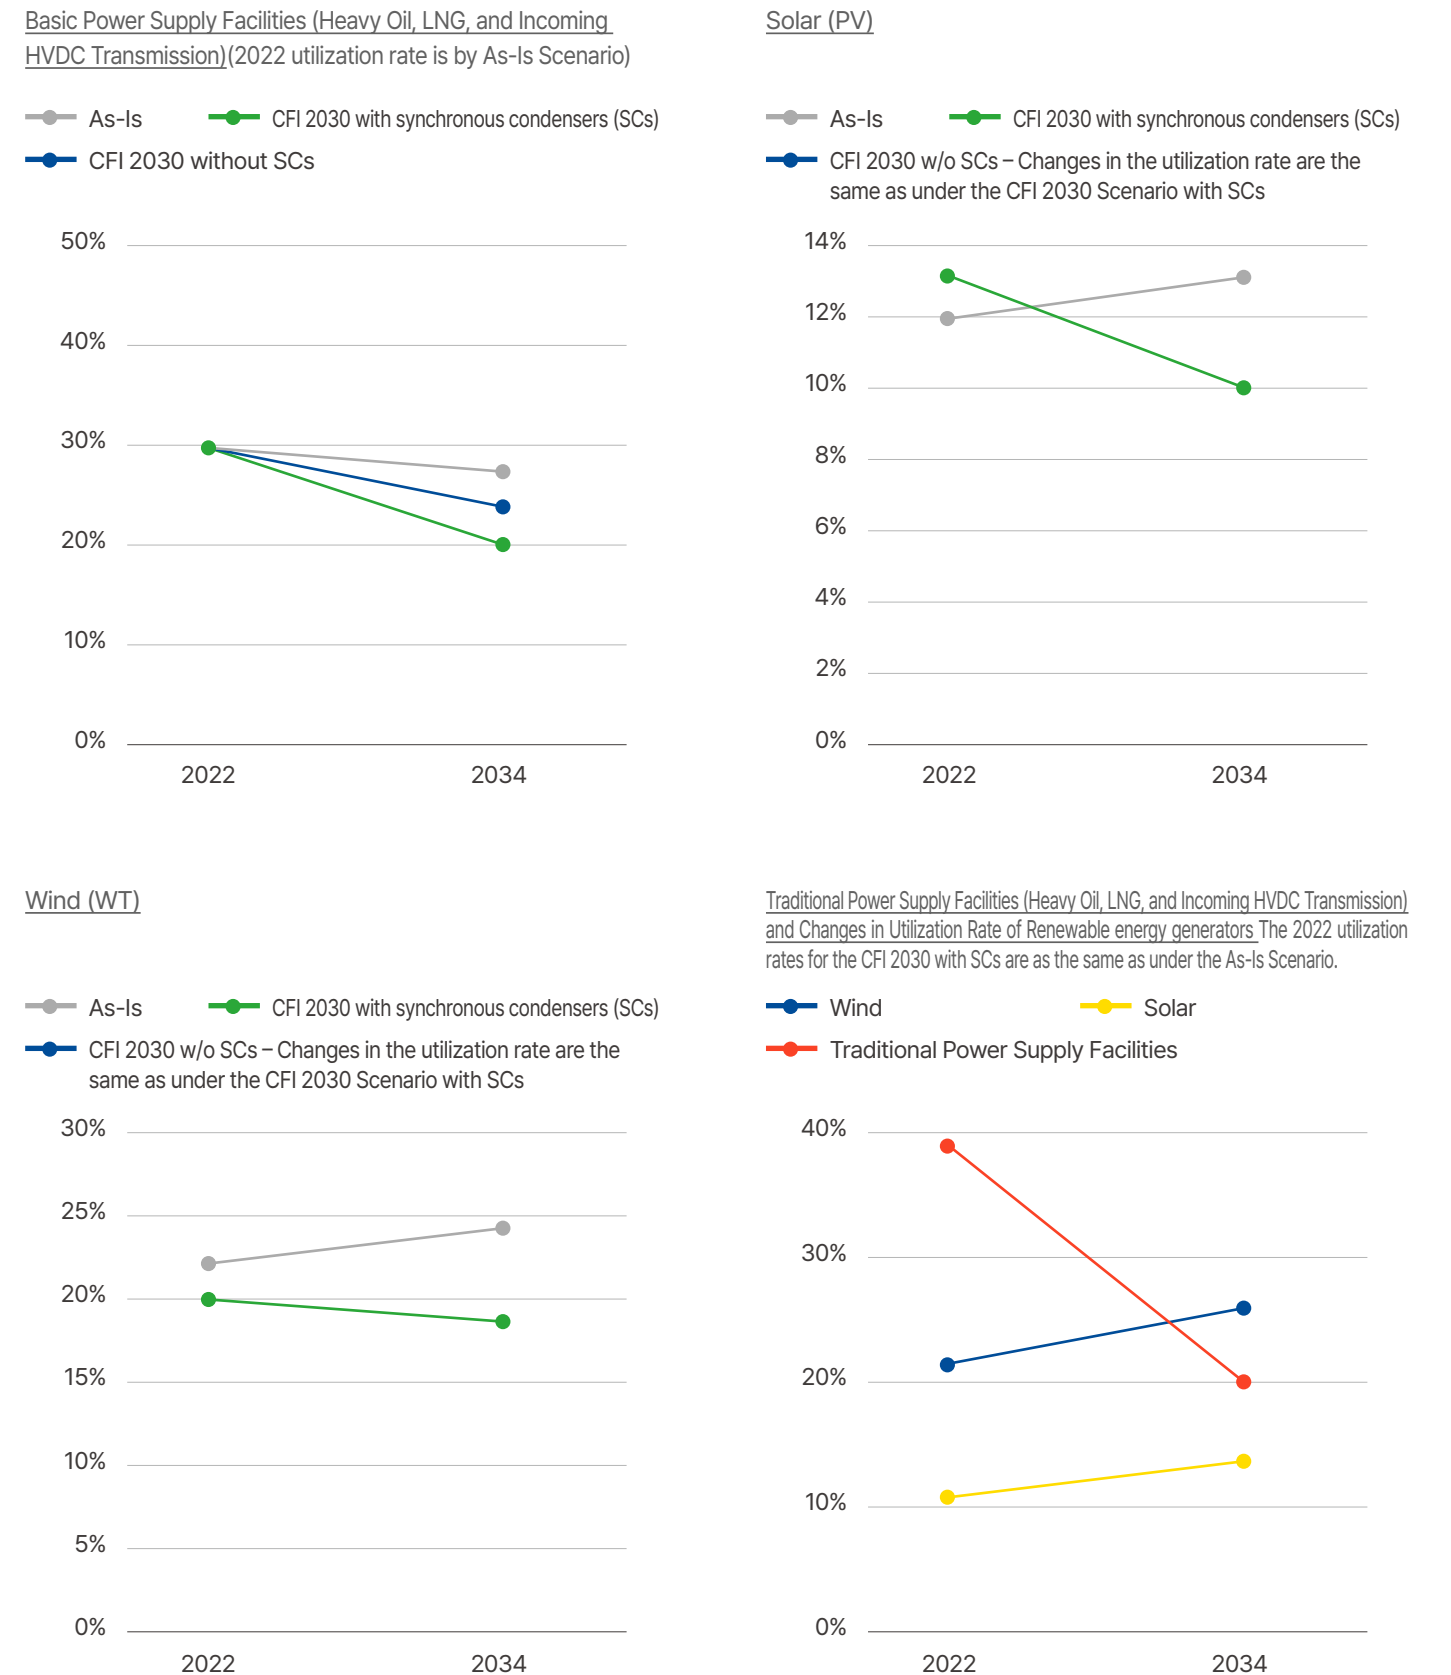 Basic Power Supply Facilities (Heavy Oil, LNG, and Incoming
HVDC Transmission)(2022 utilization rate is by As-Is Scenario)
As-Is
CFI 2030 with synchronous condensers (SCs)
CFI 2030 without SCs
50%
40%
30%
20%
10%
0%
2022
2034
Solar (PV)
As-Is
CFI 2030 with synchronous condensers (SCs)
CFI 2030 w/o SCs – Changes in the utilization rate are the
same as under the CFI 2030 Scenario with SCs
14%
12%
10%
8%
6%
4%
2%
0%
2022
2034
Wind (WT)
As-Is
CFI 2030 with synchronous condensers (SCs)
CFI 2030 w/o SCs – Changes in the utilization rate are the
same as under the CFI 2030 Scenario with SCs
30%
25%
20%
15%
10%
5%
0%
2022
2034
Traditional Power Supply Facilities (Heavy Oil, LNG, and Incoming HVDC Transmission)
and Changes in Utilization Rate of Renewable energy generators The 2022 utilization
rates for the CFI 2030 with SCs are as the same as under the As-Is Scenario.
Wind
Solar
Traditional Power Supply Facilities
40%
30%
20%
10%
0%
2022
2034